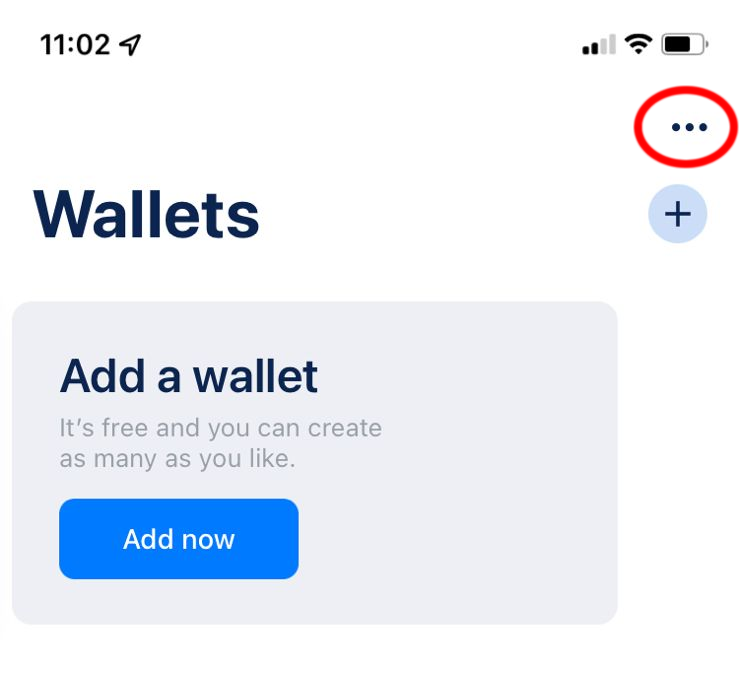 11:02
Wallets
Add a wallet
It’s free and you can create
as many as you like.
Add now